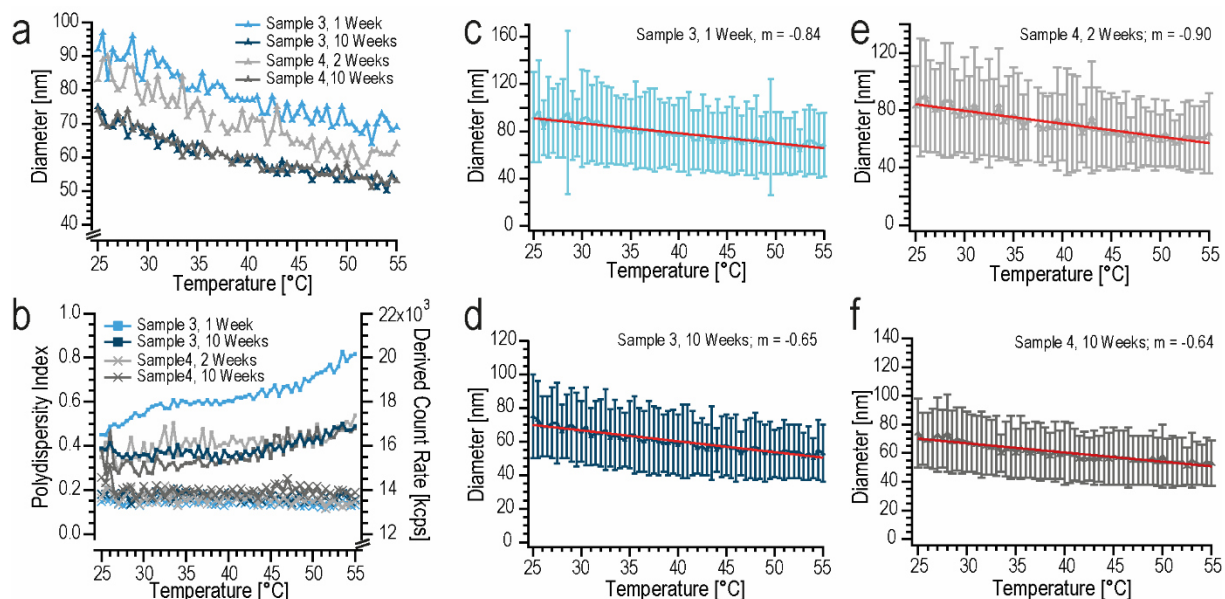 a
Sample 3, 1 Week
Sample 3, 10 Weeks
Sample 4, 2 Weeks
Sample 4,10 Weeks
100
90
80
70
60
50
40
Diameter [nm]
25 30 35 40 45 50 55
Temperature [°C]
b
Sample 3, 1 Week
Sample 3, 10 Weeks
Sample4, 2 Weeks
Sample4, 10 Weeks
1.0
0.8
0.6
0.4
0.2
0.0
Polydispersity Index
22x10³
20
18
16
14
12
Derived Count Rate [kcps]
25 30 35 40 45 50 55
Temperature [°C]
c
Sample 3, 1 Week, m = -0.84
160
120
80
40
0
Diameter [nm]
25 30 35 40 45 50 55
Temperature [°C]
d
Sample 3, 10 Weeks; m = -0.65
120
100
80
60
40
20
0
Diameter [nm]
25 30 35 40 45 50 55
Temperature [°C]
e
Sample 4, 2 Weeks; m = -0.90
120
80
40
0
Diameter [nm]
25 30 35 40 45 50 55
Temperature [°C]
f
Sample 4, 10 Weeks; m = -0.64
140
100
80
60
40
20
0
Diameter [nm]
25 30 35 40 45 50 55
Temperature [°C]